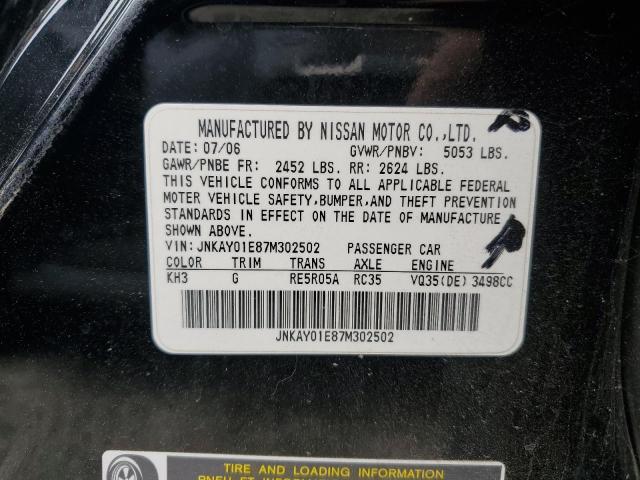 MANUFACTURED BY NISSAN MOTOR CO.,LTD.
DATE: 07/06 GVWR/PNBV: 5053 LBS.
GAWR/PNBE FR: 2452 LBS. RR: 2624 LBS.
THIS VEHICLE CONFORMS TO ALL APPLICABLE FEDERAL
MOTOR VEHICLE SAFETY,BUMPER,AND THEFT PREVENTION
STANDARDS IN EFFECT ON THE DATE OF MANUFACTURE
SHOWN ABOVE.
VIN: JNKAY01E87M302502 PASSENGER CAR
COLOR TRIM TRANS AXLE ENGINE
KH3 G RE5R05A RC35 VQ35(DE) 3498CC
JNKAY01E87M302502
TIRE AND LOADING INFORMATION